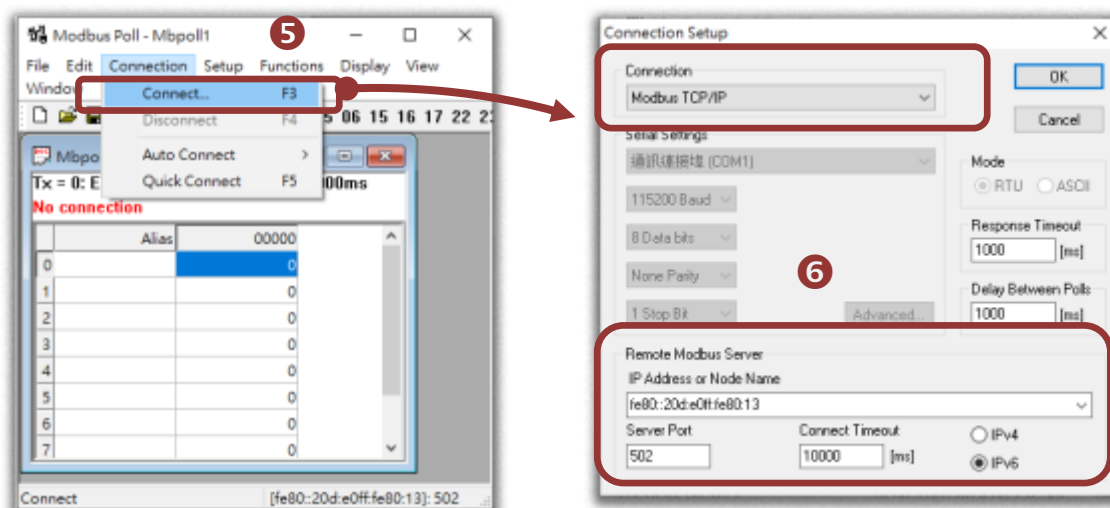 Modbus Poll - Mbpoll1
5
File Edit Connection Setup Functions Display View
Window
Connect... F3
Disconnect F4
Auto Connect >
Quick Connect F5
5 06 15 16 17 22 23
Mbpo
Tx = 0: E
00ms
No connection
Alias 00000
0 0
1 0
2 0
3 0
4 0
5 0
6 0
7 0
Connect [fe80::20d:e0ff:fe80:13]: 502
Connection Setup
Connection
Modbus TCP/IP
OK
Cancel
Serial Settings
通訊連接埠 (COM1)
115200 Baud
8 Data bits
None Parity
1 Stop Bit
Advanced...
Mode
RTU ASCII
Response Timeout
1000 [ms]
Delay Between Polls
1000 [ms]
6
Remote Modbus Server
IP Address or Node Name
fe80::20d:e0ff:fe80:13
Server Port Connect Timeout
502 10000 [ms]
IPv4
IPv6